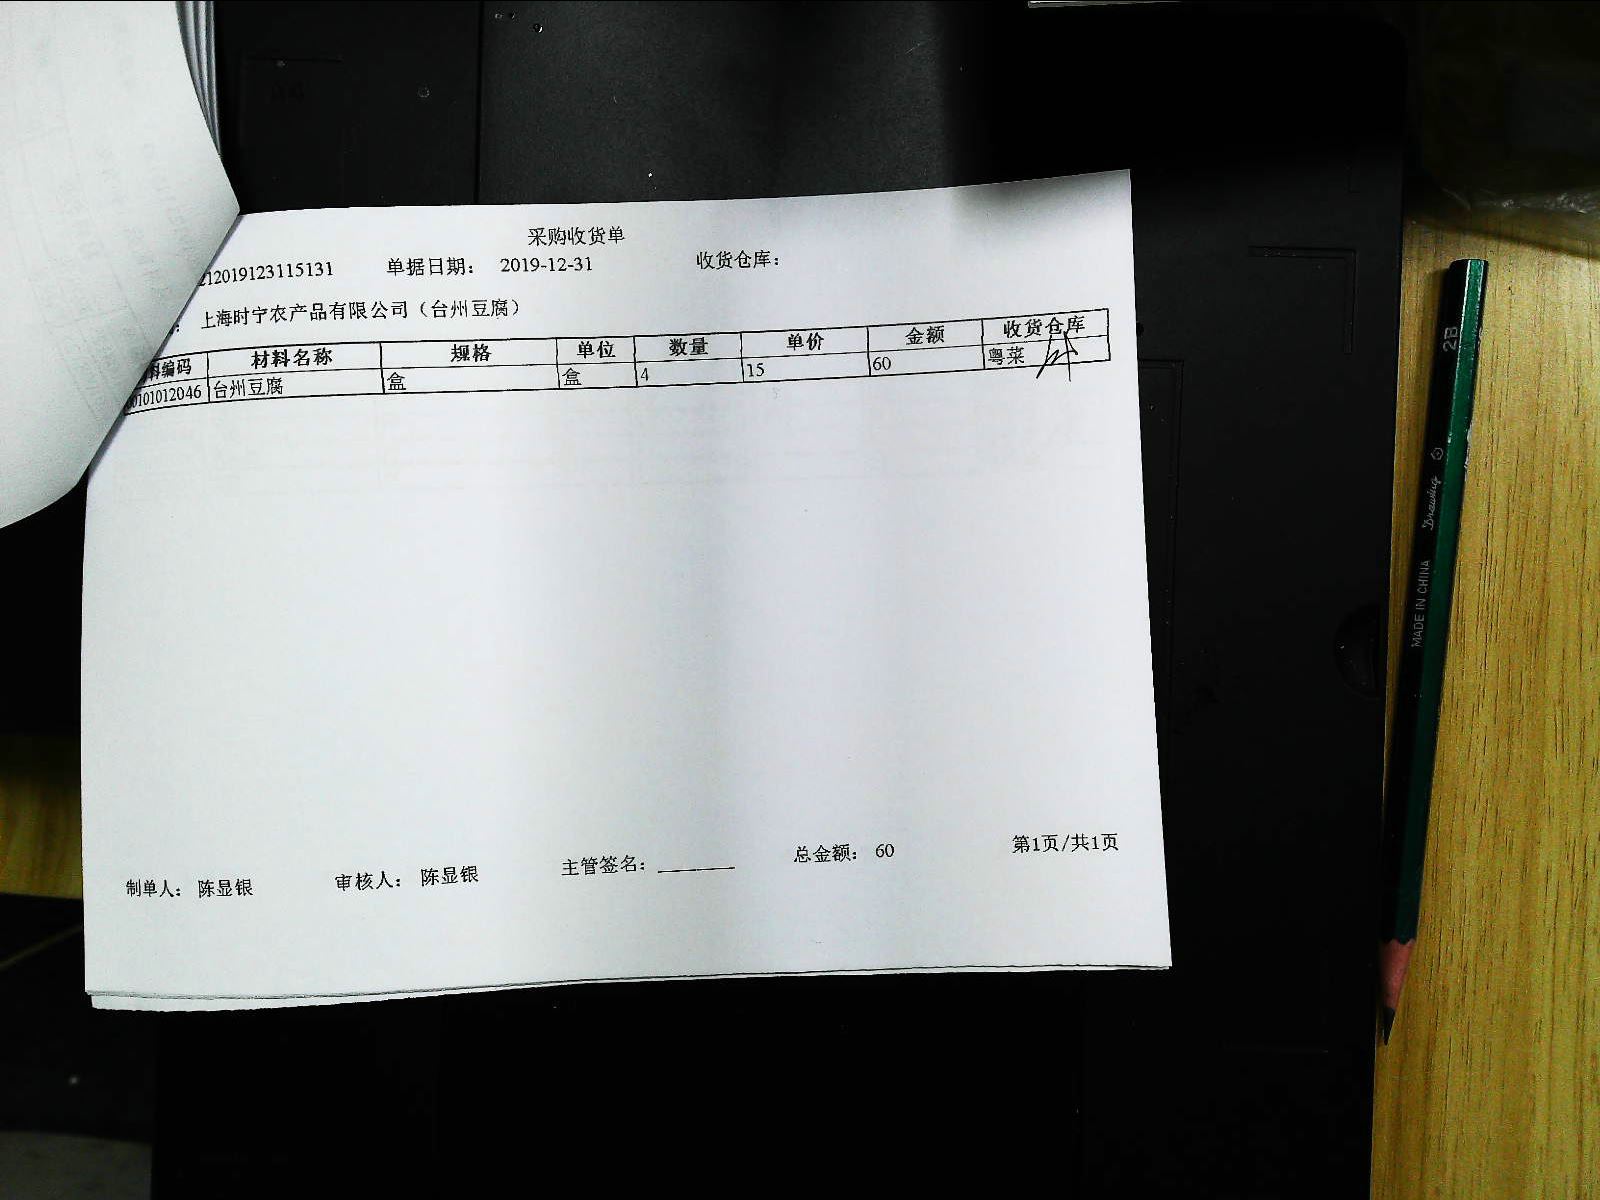 采购收货单
212019123115131 单据日期： 2019-12-31 收货仓库：
： 上海时宁农产品有限公司（台州豆腐）
料编码 材料名称 规格 单位 数量 单价 金额 收货仓库
00101012046 台州豆腐 盒 盒 4 15 60 粤菜
制单人： 陈显银 审核人： 陈显银 主管签名： 总金额： 60 第1页/共1页
2B
Drawing
MADE IN CHINA